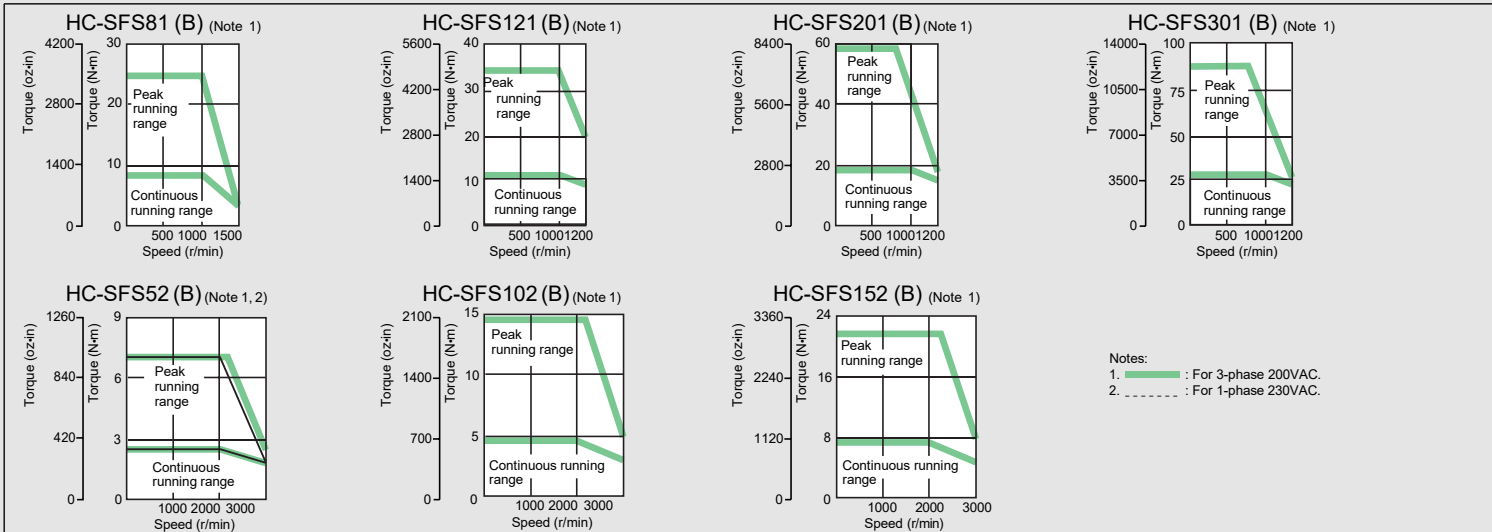 HC-SFS81 (B) (Note 1)
Torque (oz•in)
4200
2800
1400
0
Torque (N•m)
30
20
10
0
Peak
running
range
Continuous
running range
500 1000 1500
Speed (r/min)
HC-SFS121 (B) (Note 1)
Torque (oz•in)
5600
4200
2800
1400
0
Torque (N•m)
40
30
20
10
0
Peak
running
range
Continuous
running range
500 1000 1200
Speed (r/min)
HC-SFS201 (B) (Note 1)
Torque (oz•in)
8400
5600
2800
0
Torque (N•m)
60
40
20
0
Peak
running
range
Continuous
running range
500 1000 1200
Speed (r/min)
HC-SFS301 (B) (Note 1)
Torque (oz•in)
14000
10500
7000
3500
0
Torque (N•m)
100
75
50
25
0
Peak
running
range
Continuous
running range
500 1000 1200
Speed (r/min)
HC-SFS52 (B) (Note 1, 2)
Torque (oz•in)
1260
840
420
0
Torque (N•m)
9
6
3
0
Peak
running
range
Continuous
running range
1000 2000 3000
Speed (r/min)
HC-SFS102 (B) (Note 1)
Torque (oz•in)
2100
1400
700
0
Torque (N•m)
15
10
5
0
Peak
running range
Continuous running
range
1000 2000 3000
Speed (r/min)
HC-SFS152 (B) (Note 1)
Torque (oz•in)
3360
2240
1120
0
Torque (N•m)
24
16
8
0
Peak
running range
Continuous running
range
1000 2000 3000
Speed (r/min)
Notes:
1. : For 3-phase 200VAC.
2. : For 1-phase 230VAC.